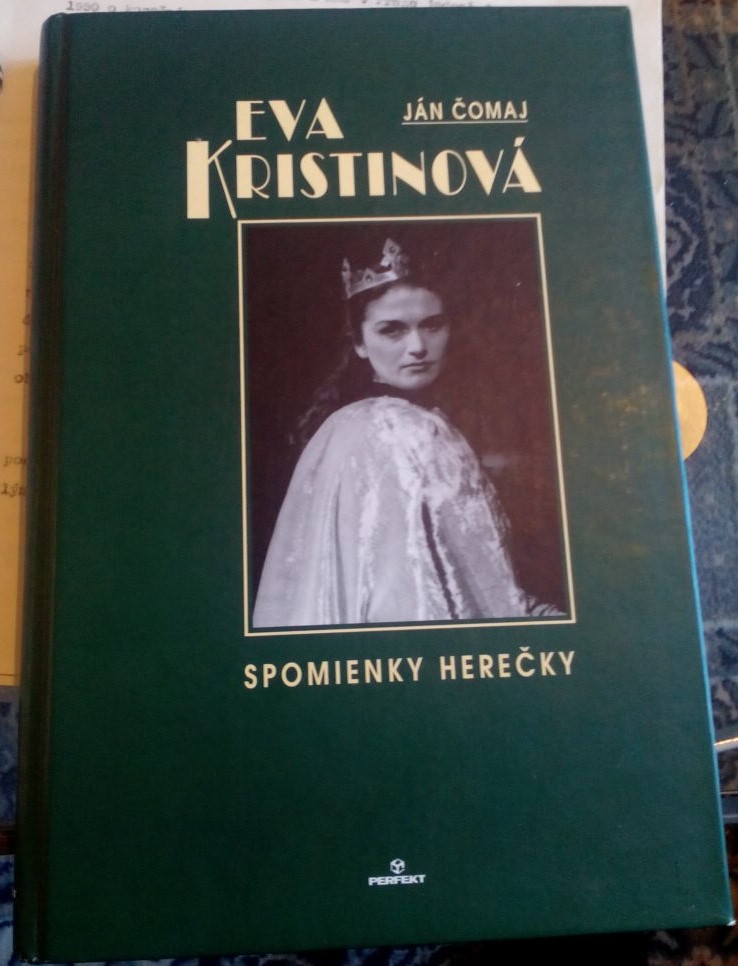 EVA
JÁN ČOMAJ
KRISTINOVÁ
SPOMIENKY HEREČKY
PERFEKT